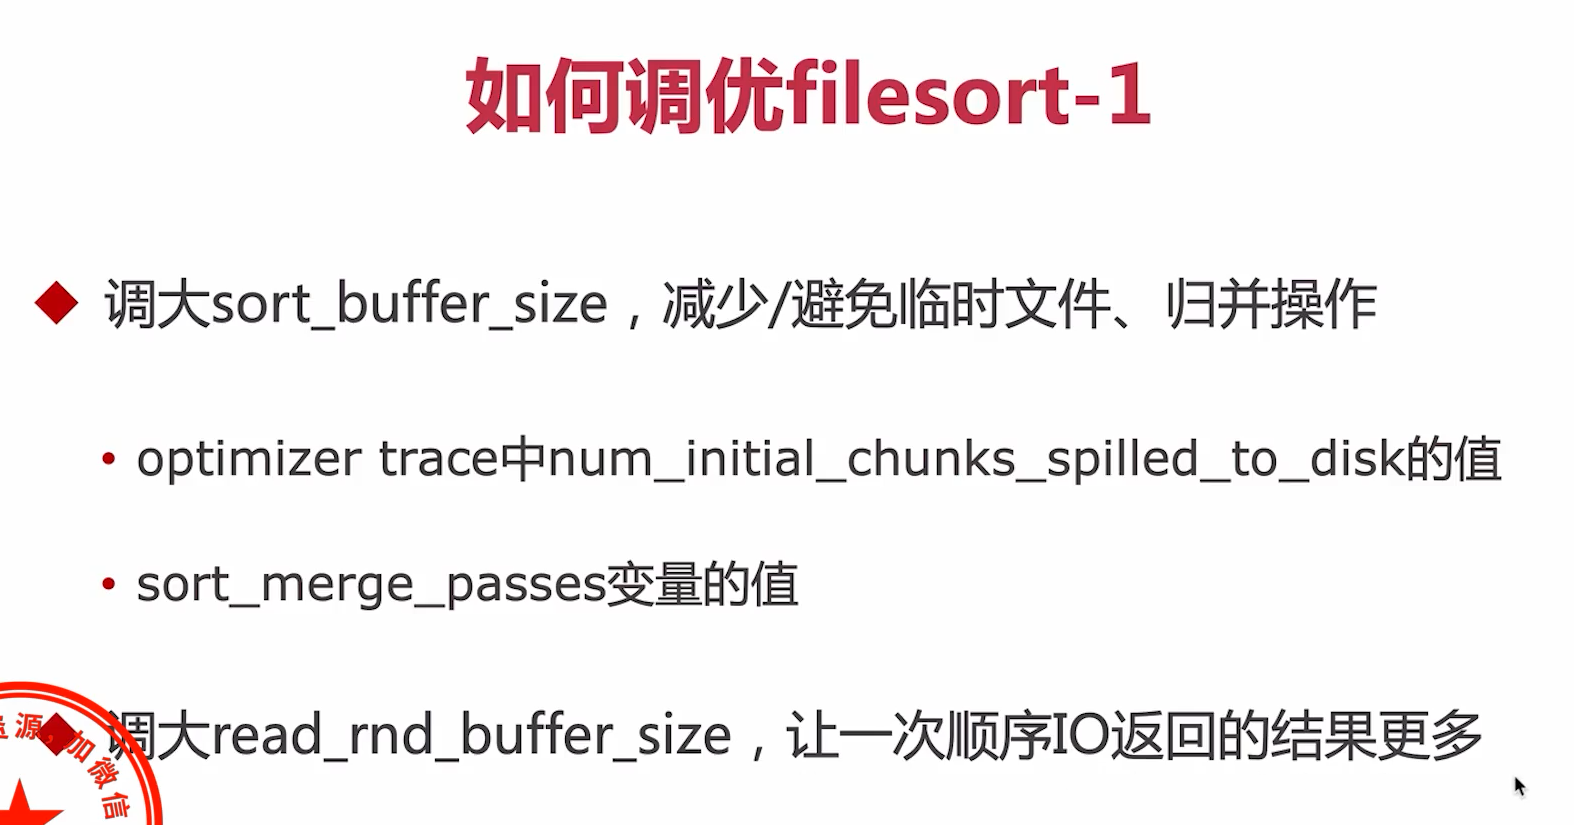 如何调优filesort-1
调大sort_buffer_size，减少/避免临时文件、归并操作
optimizer trace中num_initial_chunks_spilled_to_disk的值
sort_merge_passes变量的值
调大read_rnd_buffer_size，让一次顺序IO返回的结果更多
源,加微信